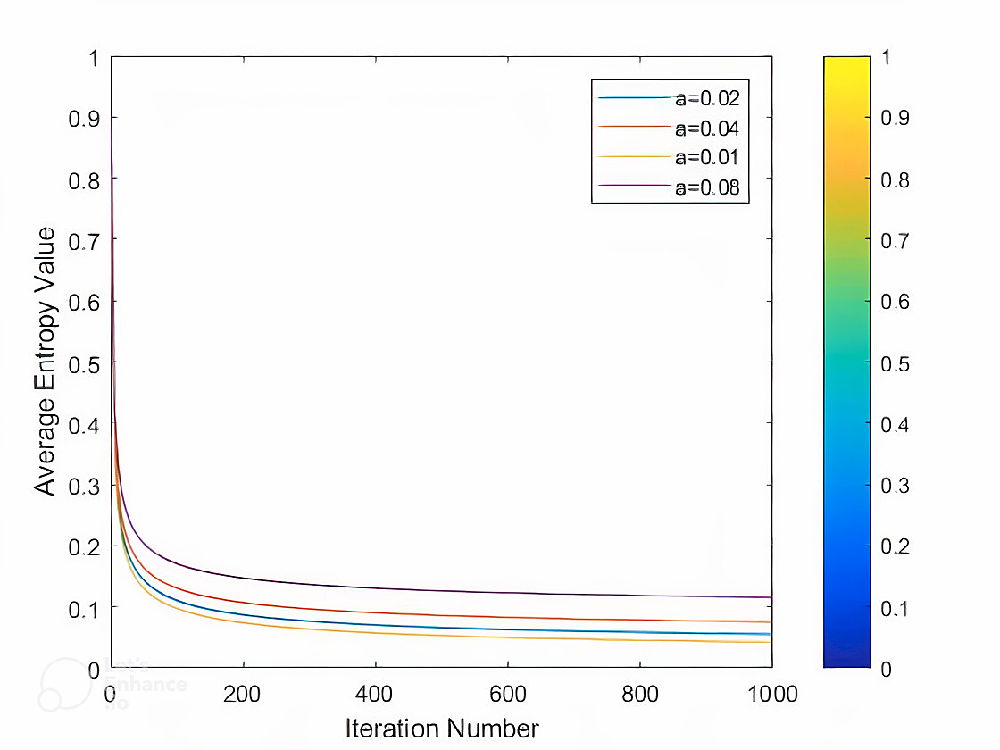 1
0.9
0.8
0.7
0.6
0.5
0.4
0.3
0.2
0.1
0
Average Entropy Value
a=0.02
a=0.04
a=0.01
a=0.08
0 200 400 600 800 1000
Iteration Number
1
0.9
0.8
0.7
0.6
0.5
0.4
0.3
0.2
0.1
0
Let's
Enhance
.io